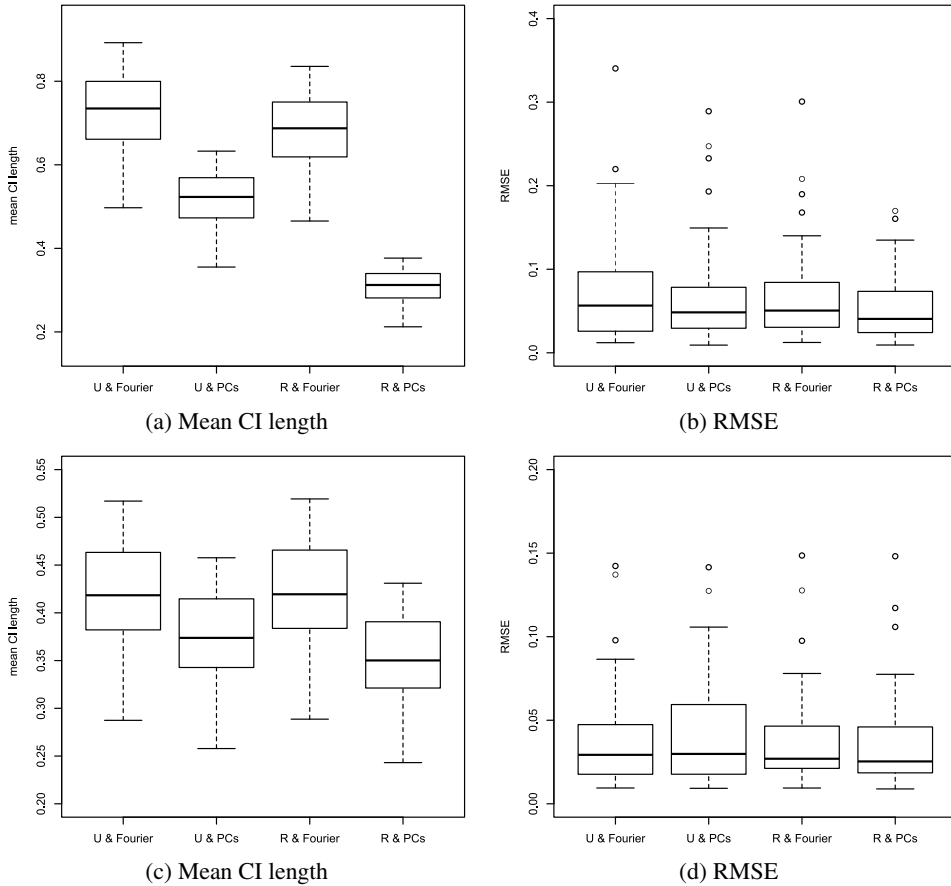 mean CI length
0.8
0.6
0.4
0.2
U & Fourier
U & PCs
R & Fourier
R & PCs
(a) Mean CI length
RMSE
0.4
0.3
0.2
0.1
0.0
U & Fourier
U & PCs
R & Fourier
R & PCs
(b) RMSE
mean CI length
0.55
0.50
0.45
0.40
0.35
0.30
0.25
0.20
U & Fourier
U & PCs
R & Fourier
R & PCs
(c) Mean CI length
RMSE
0.20
0.15
0.10
0.05
0.00
U & Fourier
U & PCs
R & Fourier
R & PCs
(d) RMSE